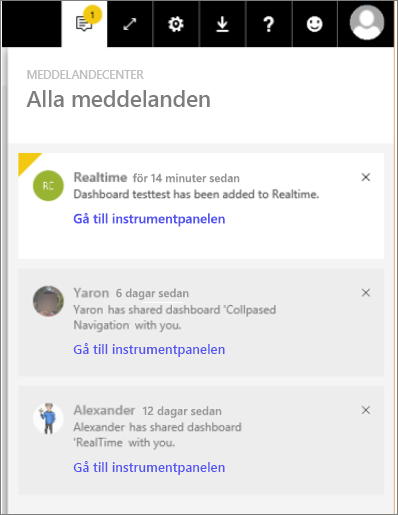 1
?
MEDDELANDECENTER
Alla meddelanden
RC
Realtime för 14 minuter sedan
Dashboard testtest has been added to Realtime.
Gå till instrumentpanelen
Yaron 6 dagar sedan
Yaron has shared dashboard 'Collpased
Navigation with you.
Gå till instrumentpanelen
Alexander 12 dagar sedan
Alexander has shared dashboard
'RealTime with you.
Gå till instrumentpanelen